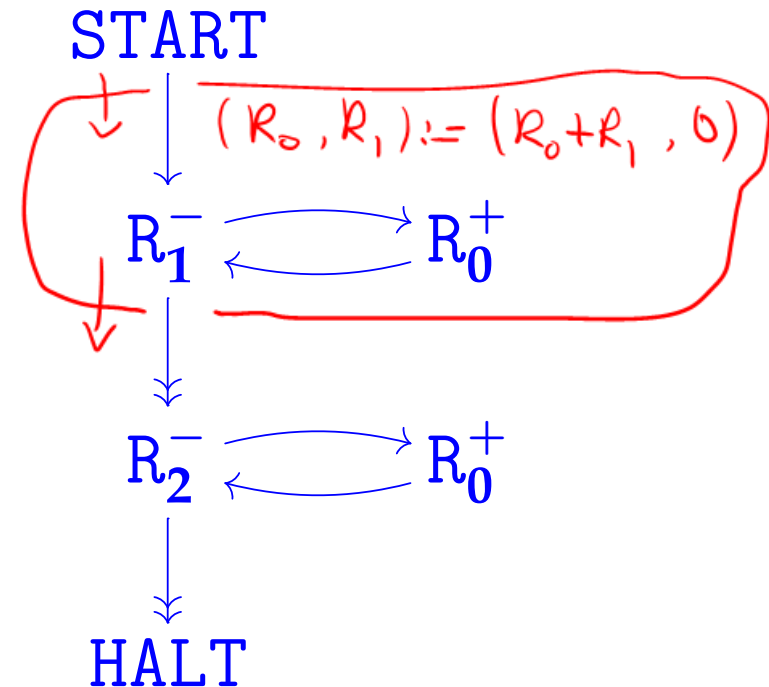 START
(R₀, R₁) := (R₀+R₁, 0)
R₁⁻ R₀⁺
R₂⁻ R₀⁺
HALT